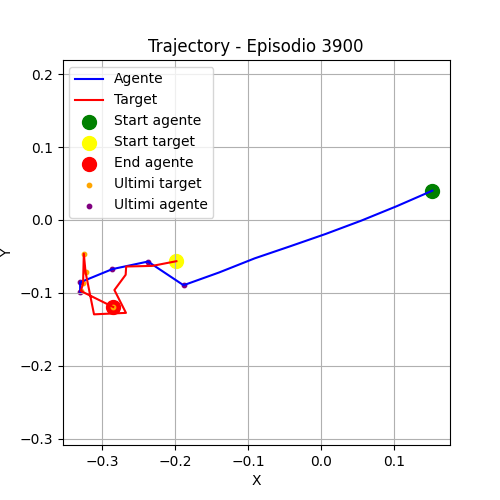 Trajectory - Episodio 3900
Agente
Target
Start agente
Start target
End agente
Ultimi target
Ultimi agente
0.2
0.1
0.0
−0.1
−0.2
−0.3
Y
−0.3
−0.2
−0.1
0.0
0.1
X